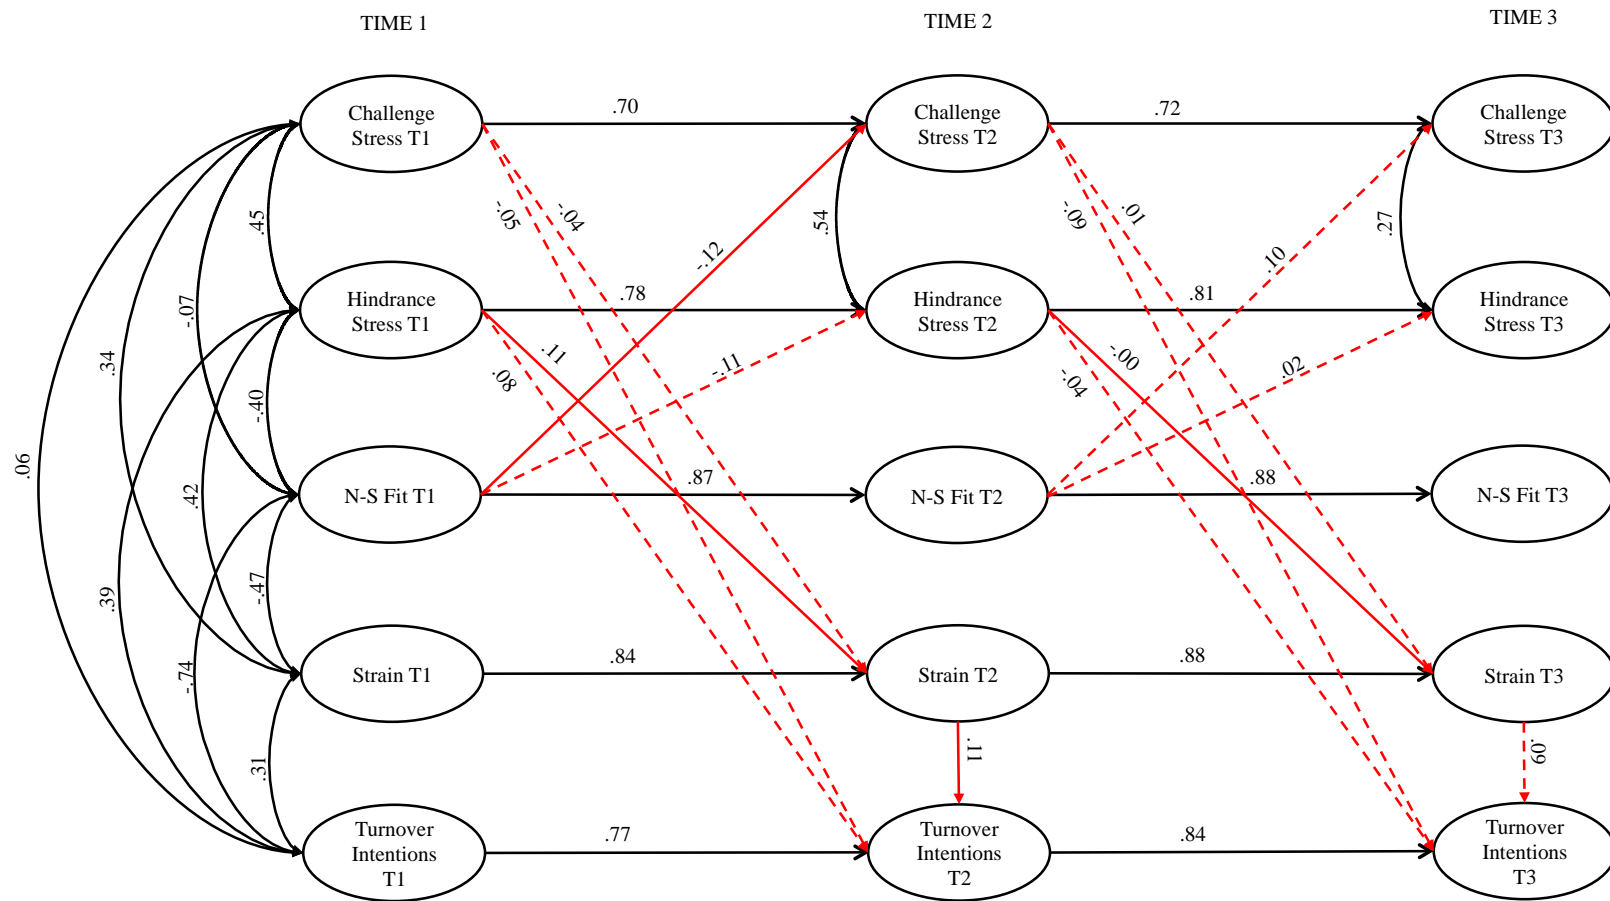 TIME 1
TIME 2
TIME 3
Challenge
Stress T1
.70
Challenge
Stress T2
.72
Challenge
Stress T3
.45
-.05
-.04
-.12
.54
-.09
.01
.10
.27
Hindrance
Stress T1
.78
Hindrance
Stress T2
.81
Hindrance
Stress T3
-.07
.34
-.40
.11
.08
-.11
-.00
-.04
.02
N-S Fit T1
.87
N-S Fit T2
.88
N-S Fit T3
.06
.42
.39
-.47
Strain T1
.84
Strain T2
.88
Strain T3
-.74
.31
.11
.09
Turnover
Intentions
T1
.77
Turnover
Intentions
T2
.84
Turnover
Intentions
T3